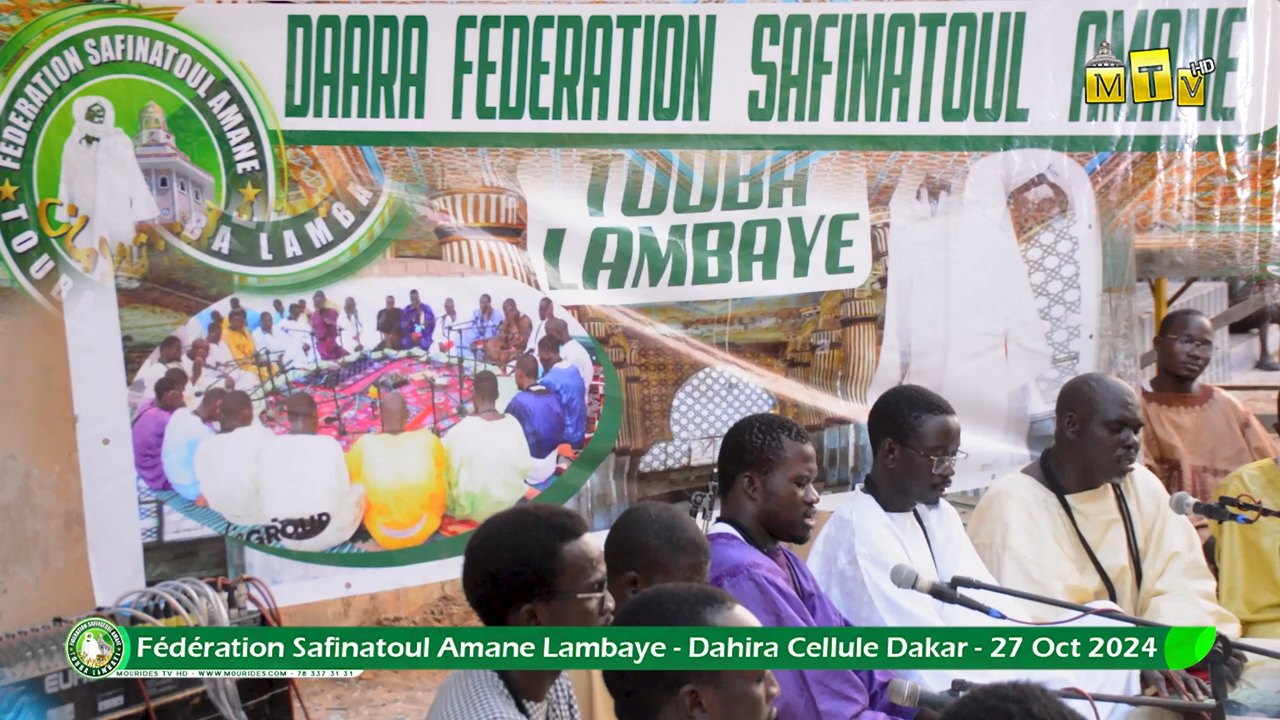 DAARA FEDERATION SAFINATOUL AMANE
MTV HD
FEDERATION SAFINATOUL AMANE
TOUBA LAMBA
TOUBA
LAMBAYE
GROUP
Fédération Safinatoul Amane Lambaye - Dahira Cellule Dakar - 27 Oct 2024
MOURIDES TV HD - WWW.MOURIDES.COM - 78 337 31 31